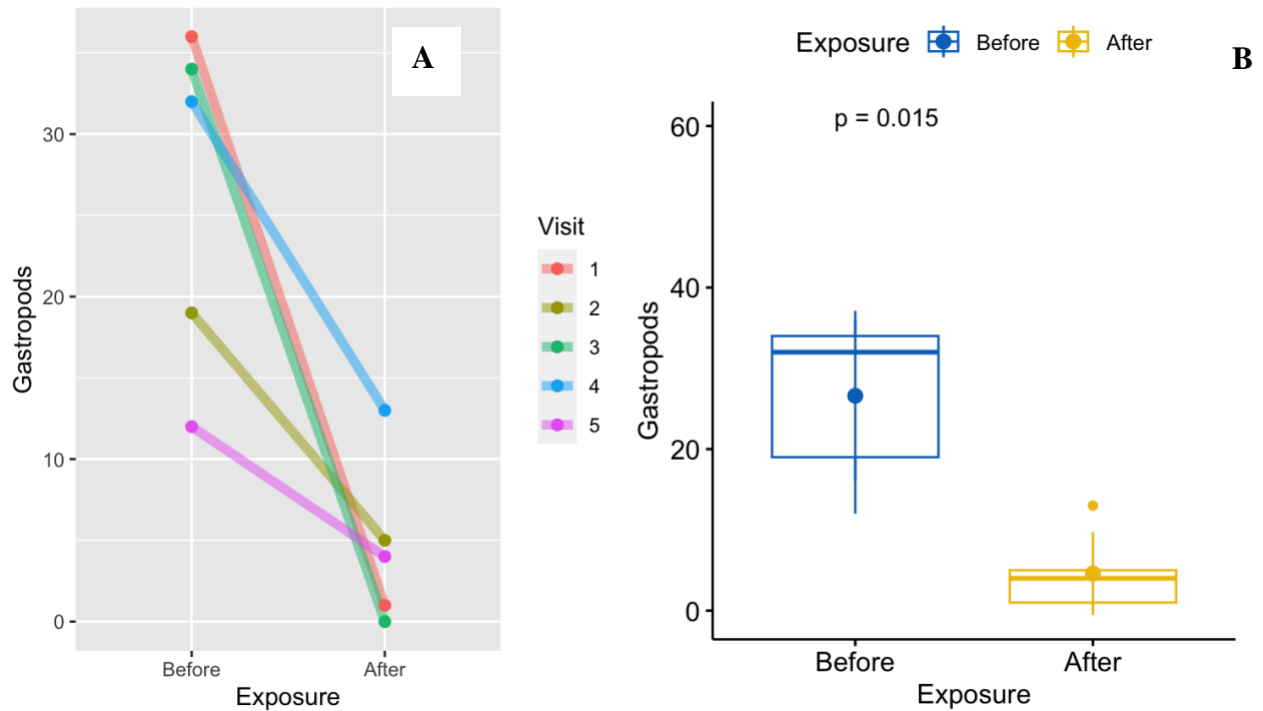 A
Gastropods
30
20
10
0
Before
After
Exposure
Visit
1
2
3
4
5
Exposure Before After
B
p = 0.015
Gastropods
60
40
20
0
Before
After
Exposure